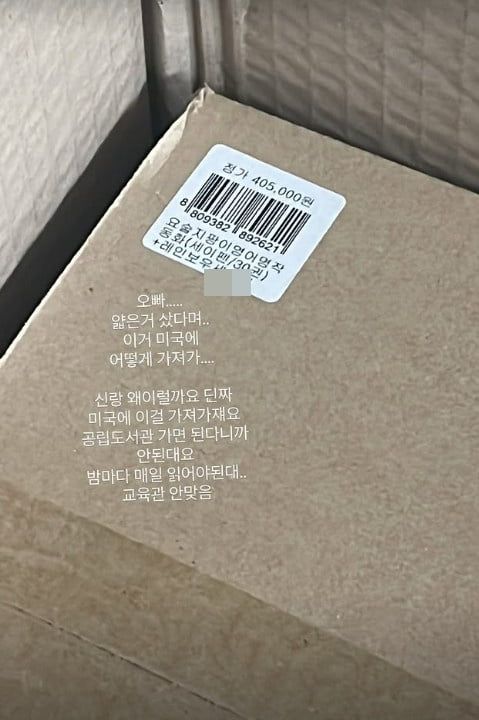 정가 405,000원
8 809382 892621
요술지팡이영어명작
동화(세이펜/30권)
+레인보우
오빠.....
얇은거 샀다며..
이거 미국에
어떻게 가져가....
신랑 왜이럴까요 딘짜
미국에 이걸 가져가재요
공립도서관 가면 된다니까
안된대요
밤마다 매일 읽어야된대..
교육관 안맞음